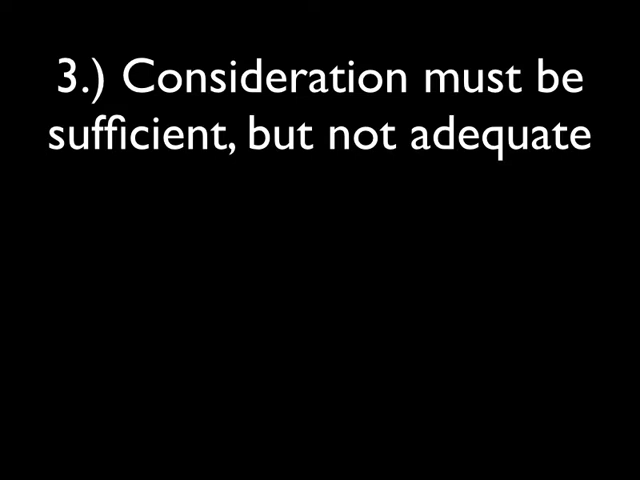 3.) Consideration must be
sufficient, but not adequate